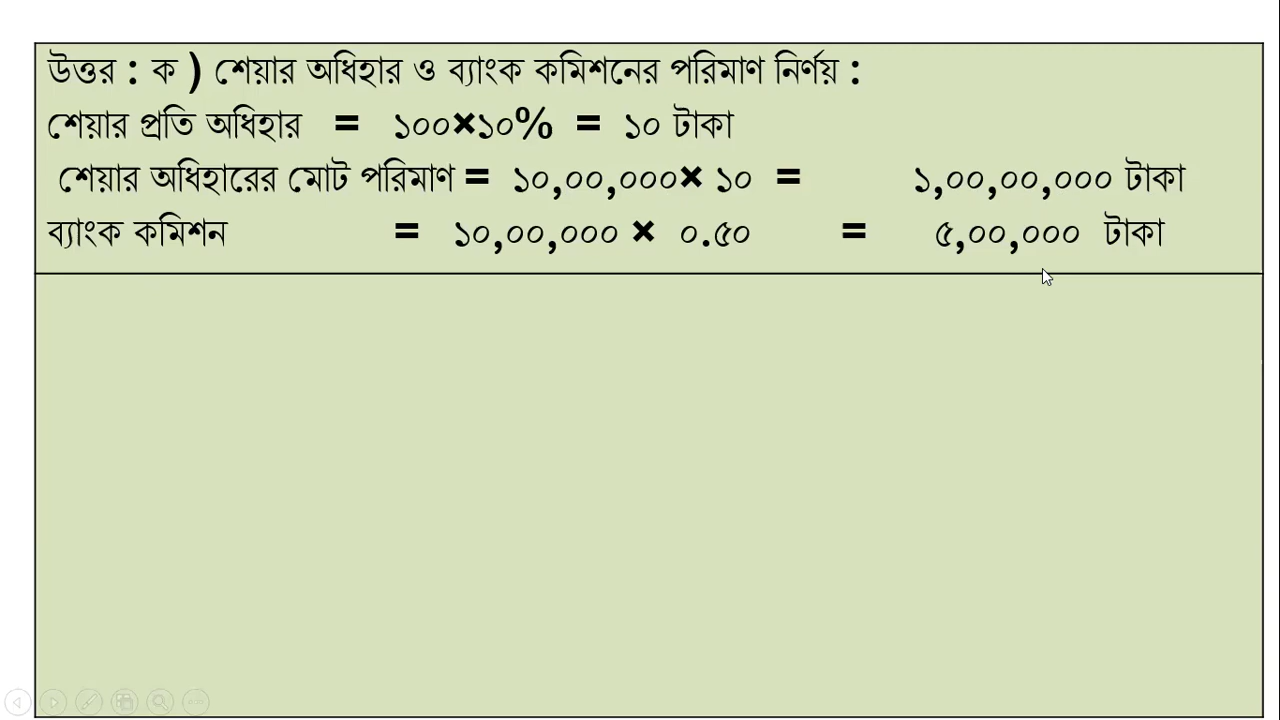 উত্তর : ক ) শেয়ার অধিহার ও ব্যাংক কমিশনের পরিমাণ নির্ণয় :
শেয়ার প্রতি অধিহার = ১০০×১০% = ১০ টাকা
শেয়ার অধিহারের মোট পরিমাণ = ১০,০০,০০০× ১০ = ১,০০,০০,০০০ টাকা
ব্যাংক কমিশন = ১০,০০,০০০ × ০.৫০ = ৫,০০,০০০ টাকা